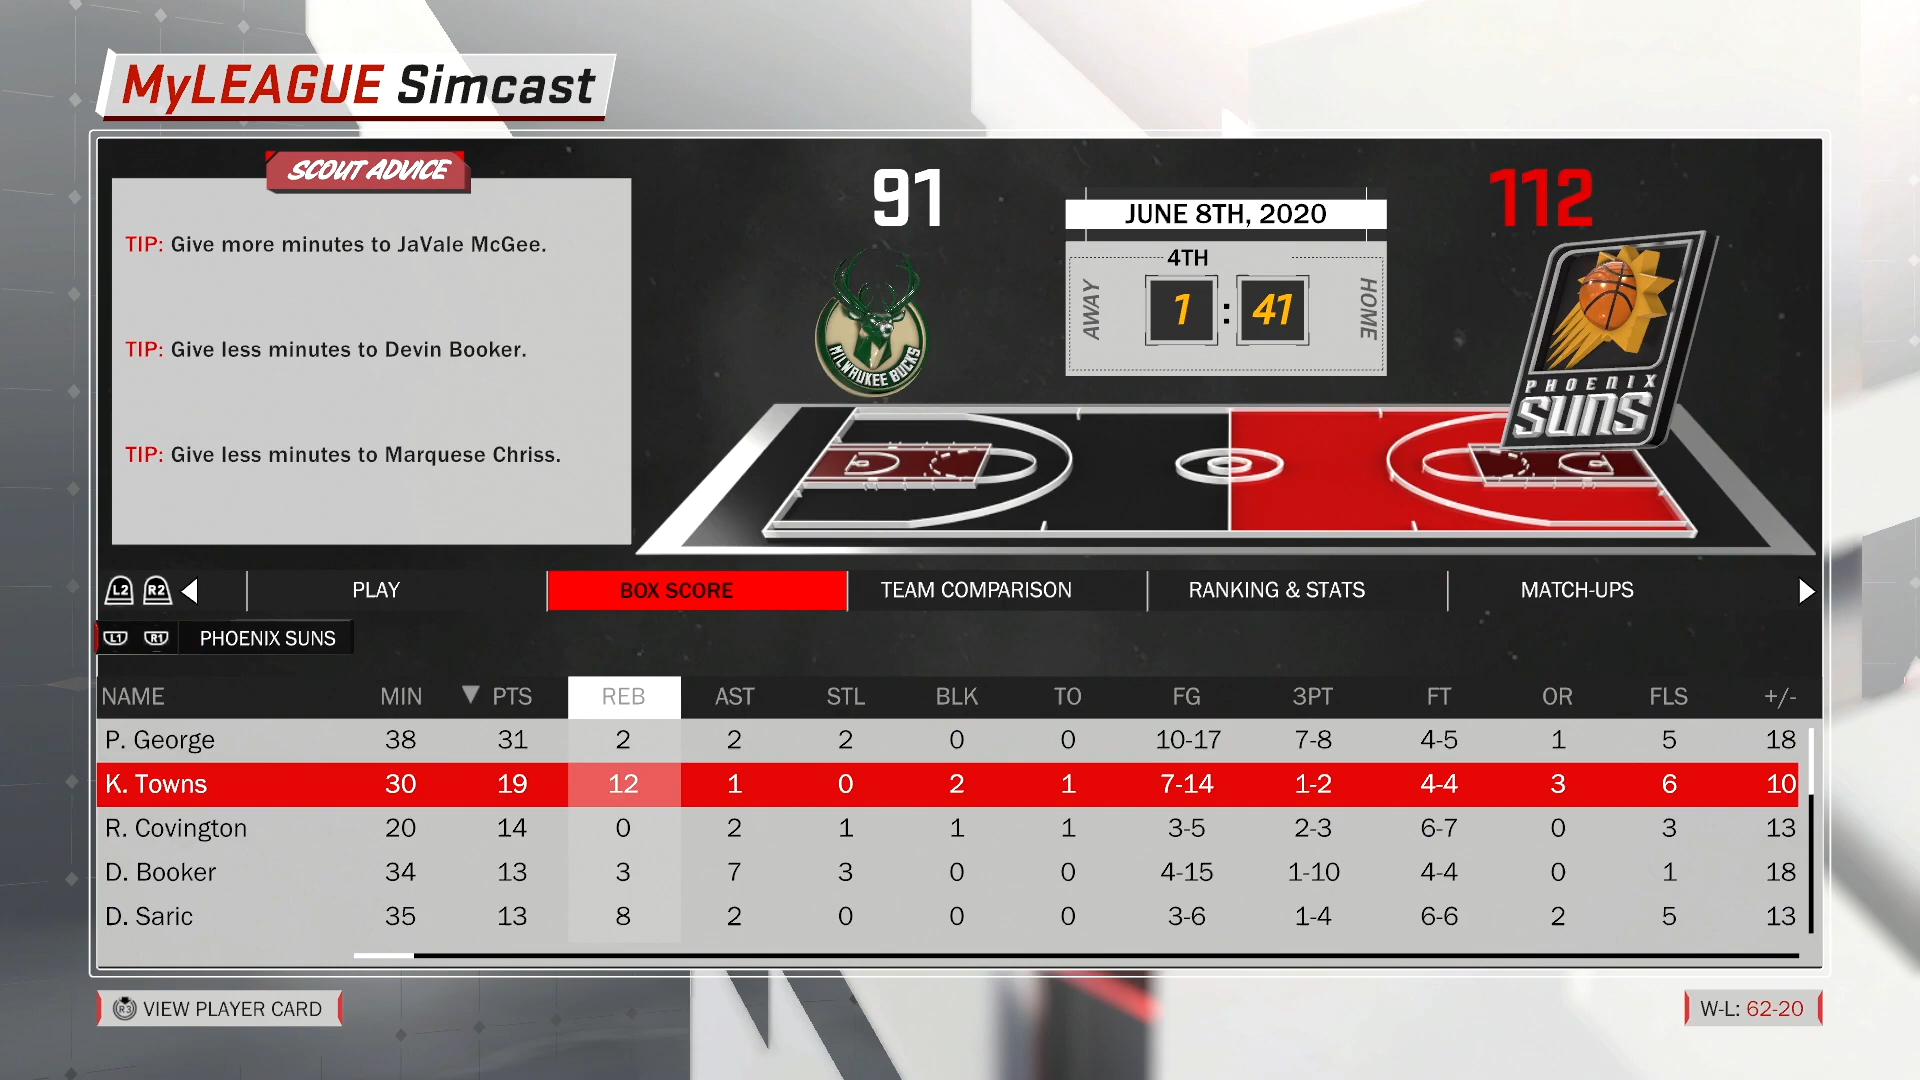 MyLEAGUE Simcast
SCOUT ADVICE
TIP: Give more minutes to JaVale McGee.
TIP: Give less minutes to Devin Booker.
TIP: Give less minutes to Marquese Chriss.
91
MILWAUKEE BUCKS
JUNE 8TH, 2020
4TH
AWAY
1 : 41
HOME
112
PHOENIX
SUNS
L2 R2 PLAY BOX SCORE TEAM COMPARISON RANKING & STATS MATCH-UPS
L1 R1 PHOENIX SUNS
NAME MIN PTS REB AST STL BLK TO FG 3PT FT OR FLS +/-
P. George 38 31 2 2 2 0 0 10-17 7-8 4-5 1 5 18
K. Towns 30 19 12 1 0 2 1 7-14 1-2 4-4 3 6 10
R. Covington 20 14 0 2 1 1 1 3-5 2-3 6-7 0 3 13
D. Booker 34 13 3 7 3 0 0 4-15 1-10 4-4 0 1 18
D. Saric 35 13 8 2 0 0 0 3-6 1-4 6-6 2 5 13
R3 VIEW PLAYER CARD
W-L: 62-20